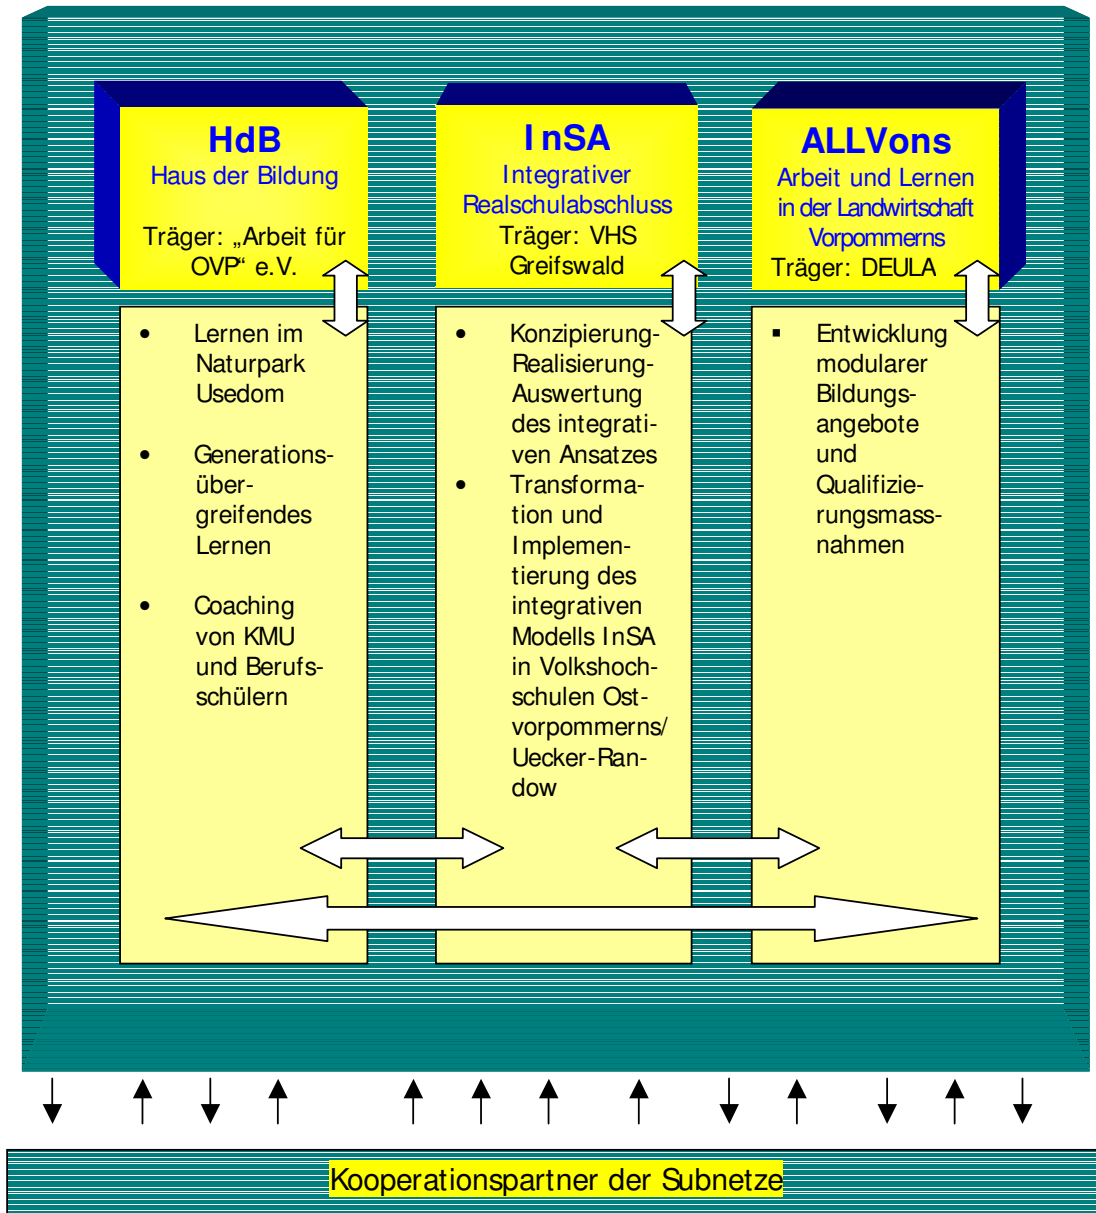 HdB
Haus der Bildung
Träger: „Arbeit für
OVP“ e.V.
InSA
Integrativer
Realschulabschluss
Träger: VHS
Greifswald
ALLVons
Arbeit und Lernen
in der Landwirtschaft
Vorpommerns
Träger: DEULA
• Lernen im
Naturpark
Usedom
• Generations-
über-
greifendes
Lernen
• Coaching
von KMU
und Berufs-
schülern
• Konzipierung-
Realisierung-
Auswertung
des integrati-
ven Ansatzes
• Transforma-
tion und
Implemen-
tierung des
integrativen
Modells InSA
in Volkshoch-
schulen Ost-
vorpommerns/
Uecker-Ran-
dow
▪ Entwicklung
modularer
Bildungs-
angebote
und
Qualifizie-
rungsmass-
nahmen
Kooperationspartner der Subnetze